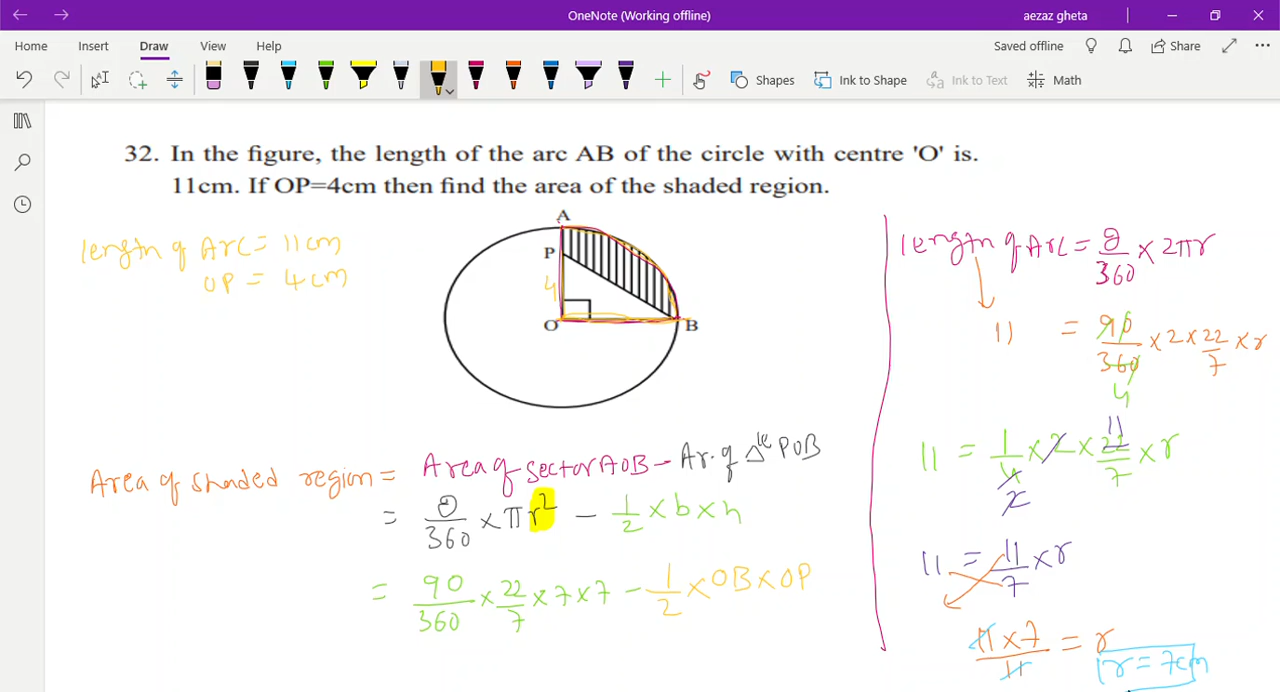 OneNote (Working offline)
aezaz gheta
Home Insert Draw View Help
Saved offline Share
Shapes Ink to Shape Ink to Text Math
32. In the figure, the length of the arc AB of the circle with centre 'O' is.
11cm. If OP=4cm then find the area of the shaded region.
length of Arc = 11cm
OP = 4cm
A
P
4
O
B
Area of shaded region = Area of sector AOB - Ar. of Δle POB
= θ/360 × πr² - 1/2 × b × h
= 90/360 × 22/7 × 7 × 7 - 1/2 × OB × OP
length of Arc = θ/360 × 2πr
11 = 90/360 × 2 × 22/7 × r
4
11
11 = 1/4 × 2 × 22/7 × r
2
11 = 11/7 × r
11 × 7/11 = r
r = 7cm